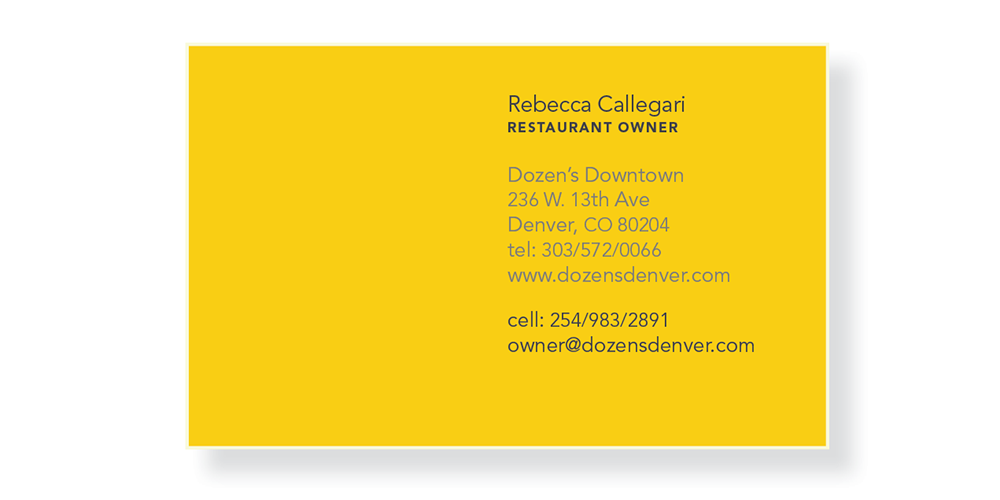 Rebecca Callegari
RESTAURANT OWNER
Dozen’s Downtown
236 W. 13th Ave
Denver, CO 80204
tel: 303/572/0066
www.dozensdenver.com
cell: 254/983/2891
owner@dozensdenver.com